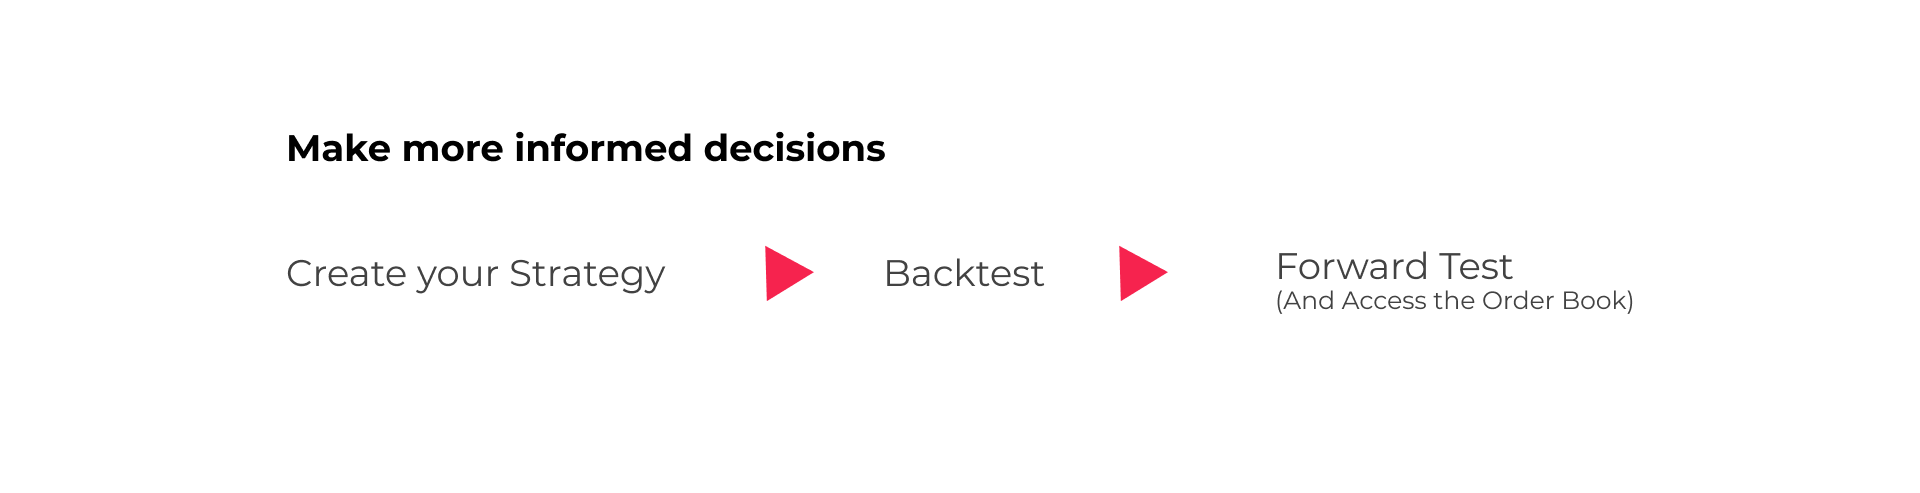 Make more informed decisions
Create your Strategy
Backtest
Forward Test
(And Access the Order Book)